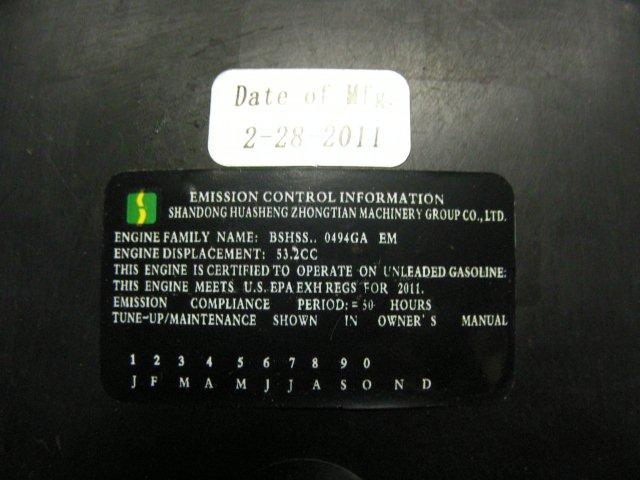 Date of Mfg.
2-28-2011
EMISSION CONTROL INFORMATION
SHANDONG HUASHENG ZHONGTIAN MACHINERY GROUP CO., LTD.
ENGINE FAMILY NAME: BSHSS.. 0494GA EM
ENGINE DISPLACEMENT: 53.2CC
THIS ENGINE IS CERTIFIED TO OPERATE ON UNLEADED GASOLINE:
THIS ENGINE MEETS U.S. EPA EXH REGS FOR 2011.
EMISSION COMPLIANCE PERIOD: = 50 HOURS
TUNE-UP/MAINTENANCE SHOWN IN OWNER'S MANUAL
1 2 3 4 5 6 7 8 9 0
J F M A M J J A S O N D